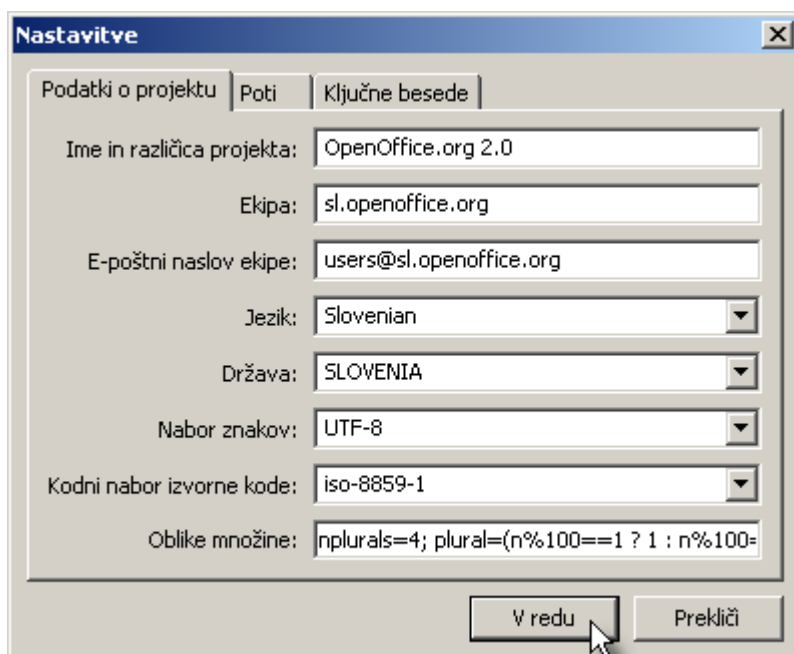 Nastavitve
Podatki o projektu Poti Ključne besede
Ime in različica projekta: OpenOffice.org 2.0
Ekipa: sl.openoffice.org
E-poštni naslov ekipe: users@sl.openoffice.org
Jezik: Slovenian
Država: SLOVENIA
Nabor znakov: UTF-8
Kodni nabor izvorne kode: iso-8859-1
Oblike množine: nplurals=4; plural=(n%100==1 ? 1 : n%100=
V redu Prekliči